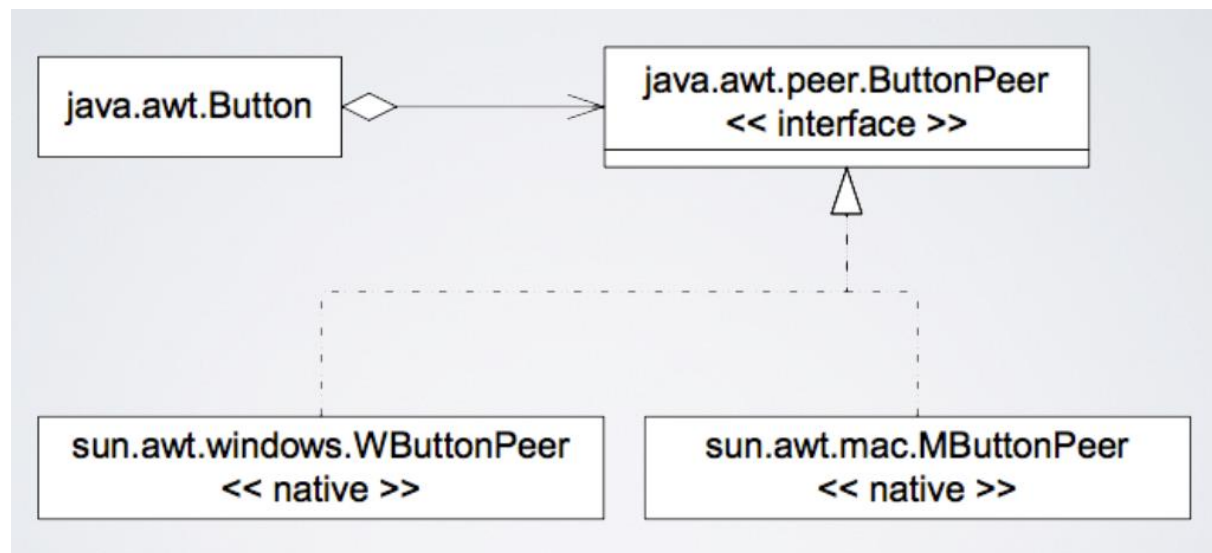 java.awt.Button
java.awt.peer.ButtonPeer
<< interface >>
sun.awt.windows.WButtonPeer
<< native >>
sun.awt.mac.MButtonPeer
<< native >>